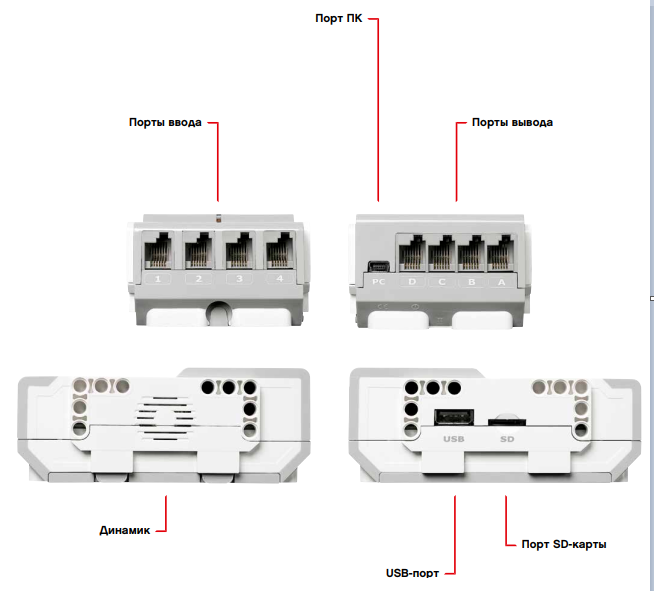 Порт ПК
Порты ввода
Порты вывода
1 2 3 4
PC D C B A
USB SD
Динамик
Порт SD-карты
USB-порт